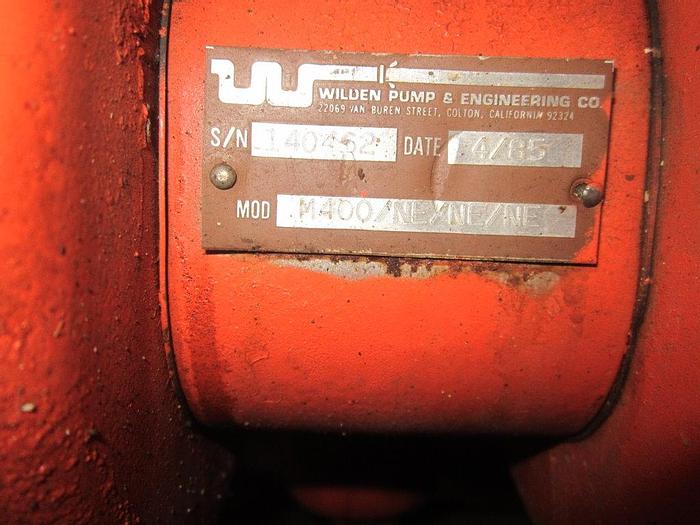 WILDEN PUMP & ENGINEERING CO.
22069 VAN BUREN STREET, COLTON, CALIFORNIA 92324
S/N 140462 DATE 4/85
MOD M400/NE/NE/NE